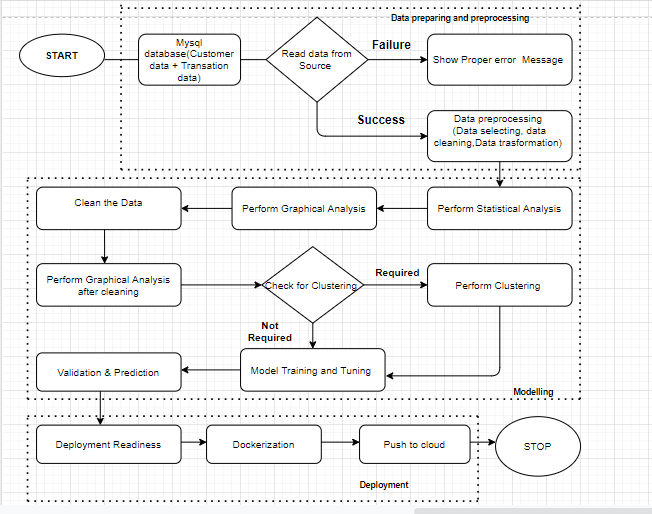 Data preparing and preprocessing
START
Mysql
database(Customer
data + Transation
data)
Read data from
Source
Failure
Show Proper error Message
Success
Data preprocessing
(Data selecting, data
cleaning,Data trasformation)
Clean the Data
Perform Graphical Analysis
Perform Statistical Analysis
Perform Graphical Analysis
after cleaning
Check for Clustering
Required
Perform Clustering
Not
Required
Validation & Prediction
Model Training and Tuning
Modelling
Deployment Readiness
Dockerization
Push to cloud
STOP
Deployment